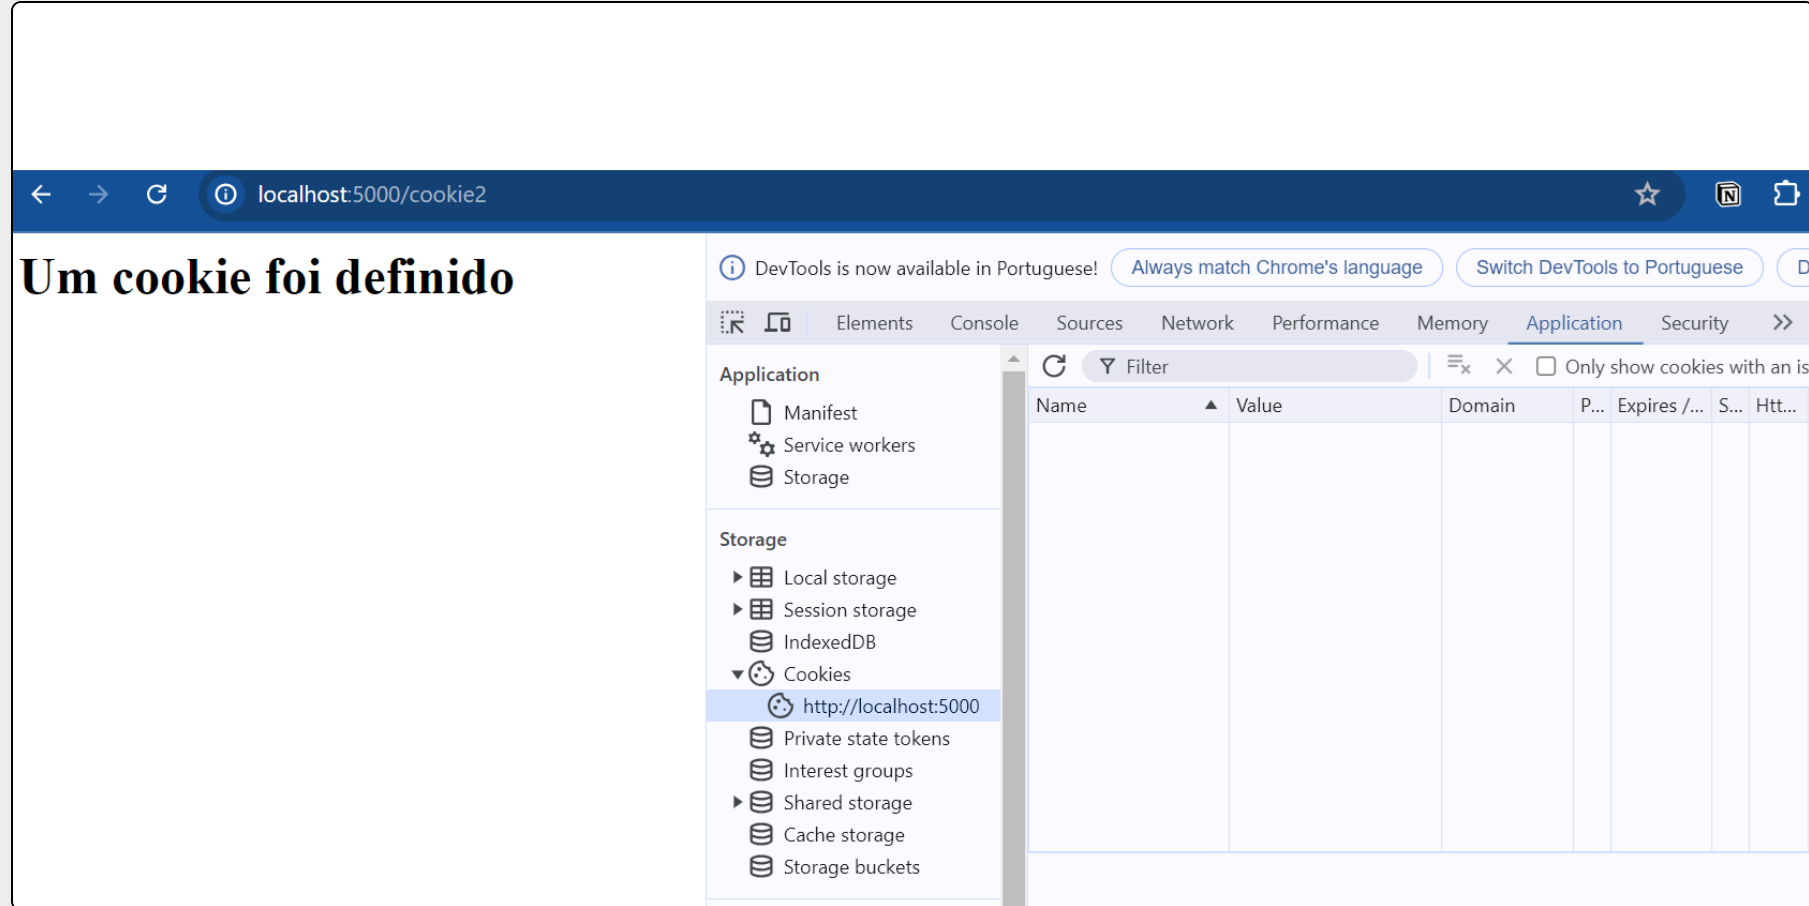 localhost:5000/cookie2
Um cookie foi definido
DevTools is now available in Portuguese! Always match Chrome's language Switch DevTools to Portuguese D
Elements Console Sources Network Performance Memory Application Security
Application
Manifest
Service workers
Storage
Storage
Local storage
Session storage
IndexedDB
Cookies
http://localhost:5000
Private state tokens
Interest groups
Shared storage
Cache storage
Storage buckets
Filter Only show cookies with an is
Name Value Domain P... Expires /... S... Htt...